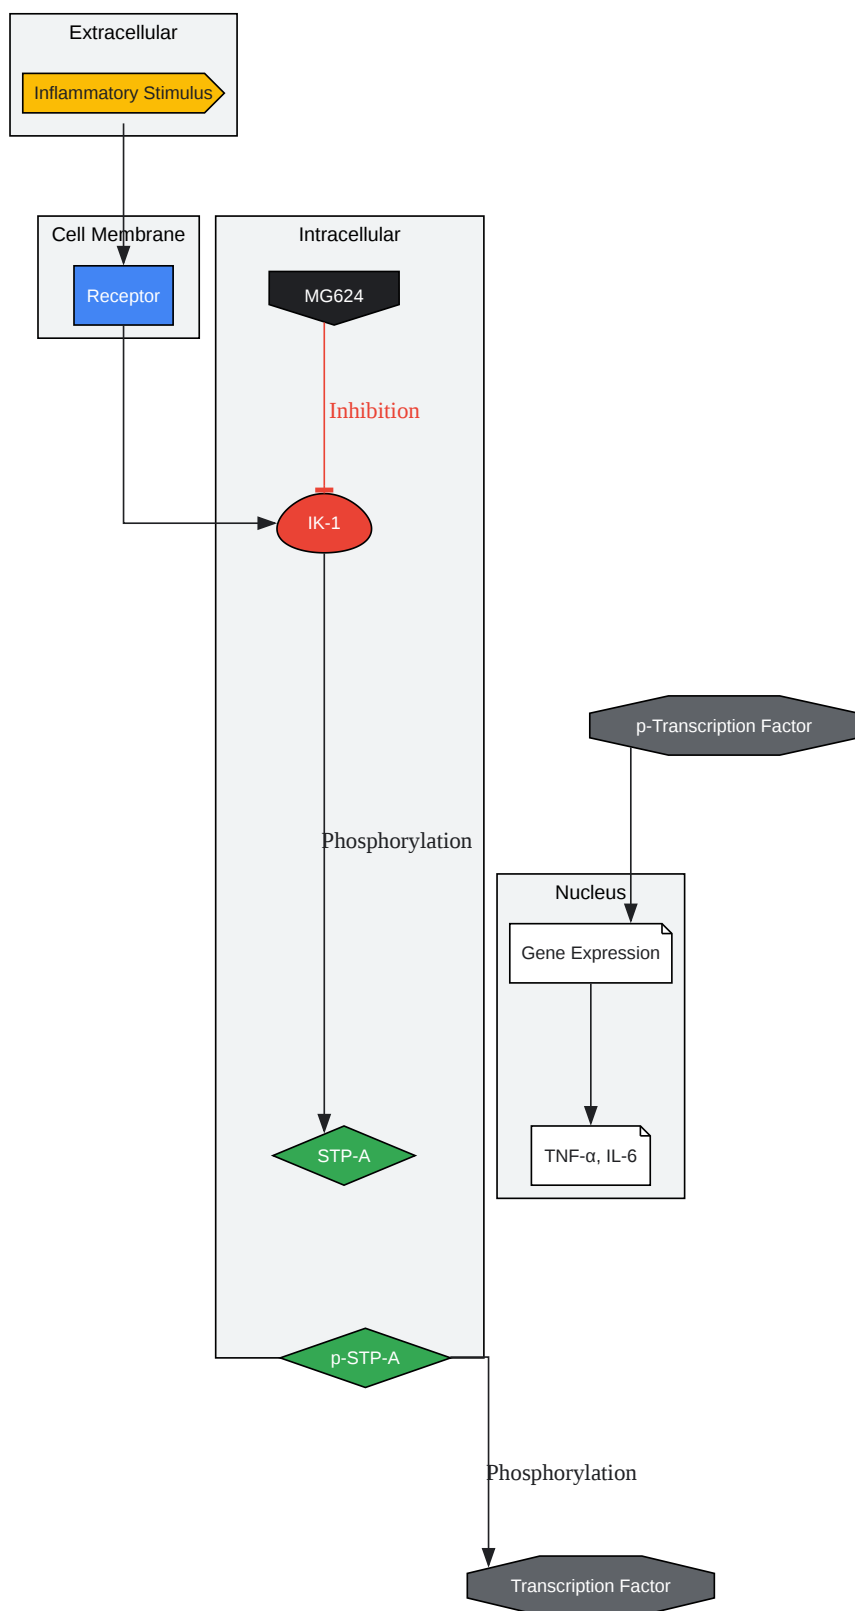 Extracellular
Inflammatory Stimulus
Cell Membrane
Receptor
Intracellular
MG624
Inhibition
IK-1
p-Transcription Factor
Phosphorylation
Nucleus
Gene Expression
STP-A
TNF-α, IL-6
p-STP-A
Phosphorylation
Transcription Factor